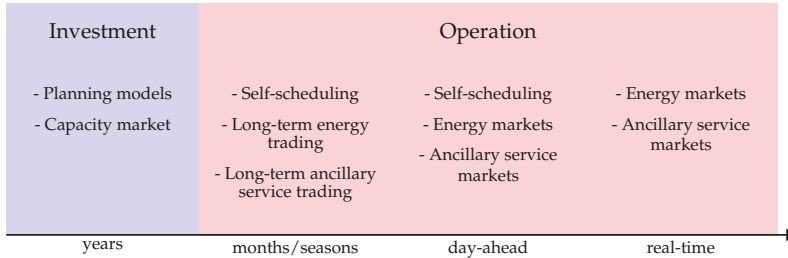 Investment
Operation
- Planning models
- Capacity market
- Self-scheduling
- Long-term energy
trading
- Long-term ancillary
service trading
- Self-scheduling
- Energy markets
- Ancillary service
markets
- Energy markets
- Ancillary service
markets
years
months/seasons
day-ahead
real-time